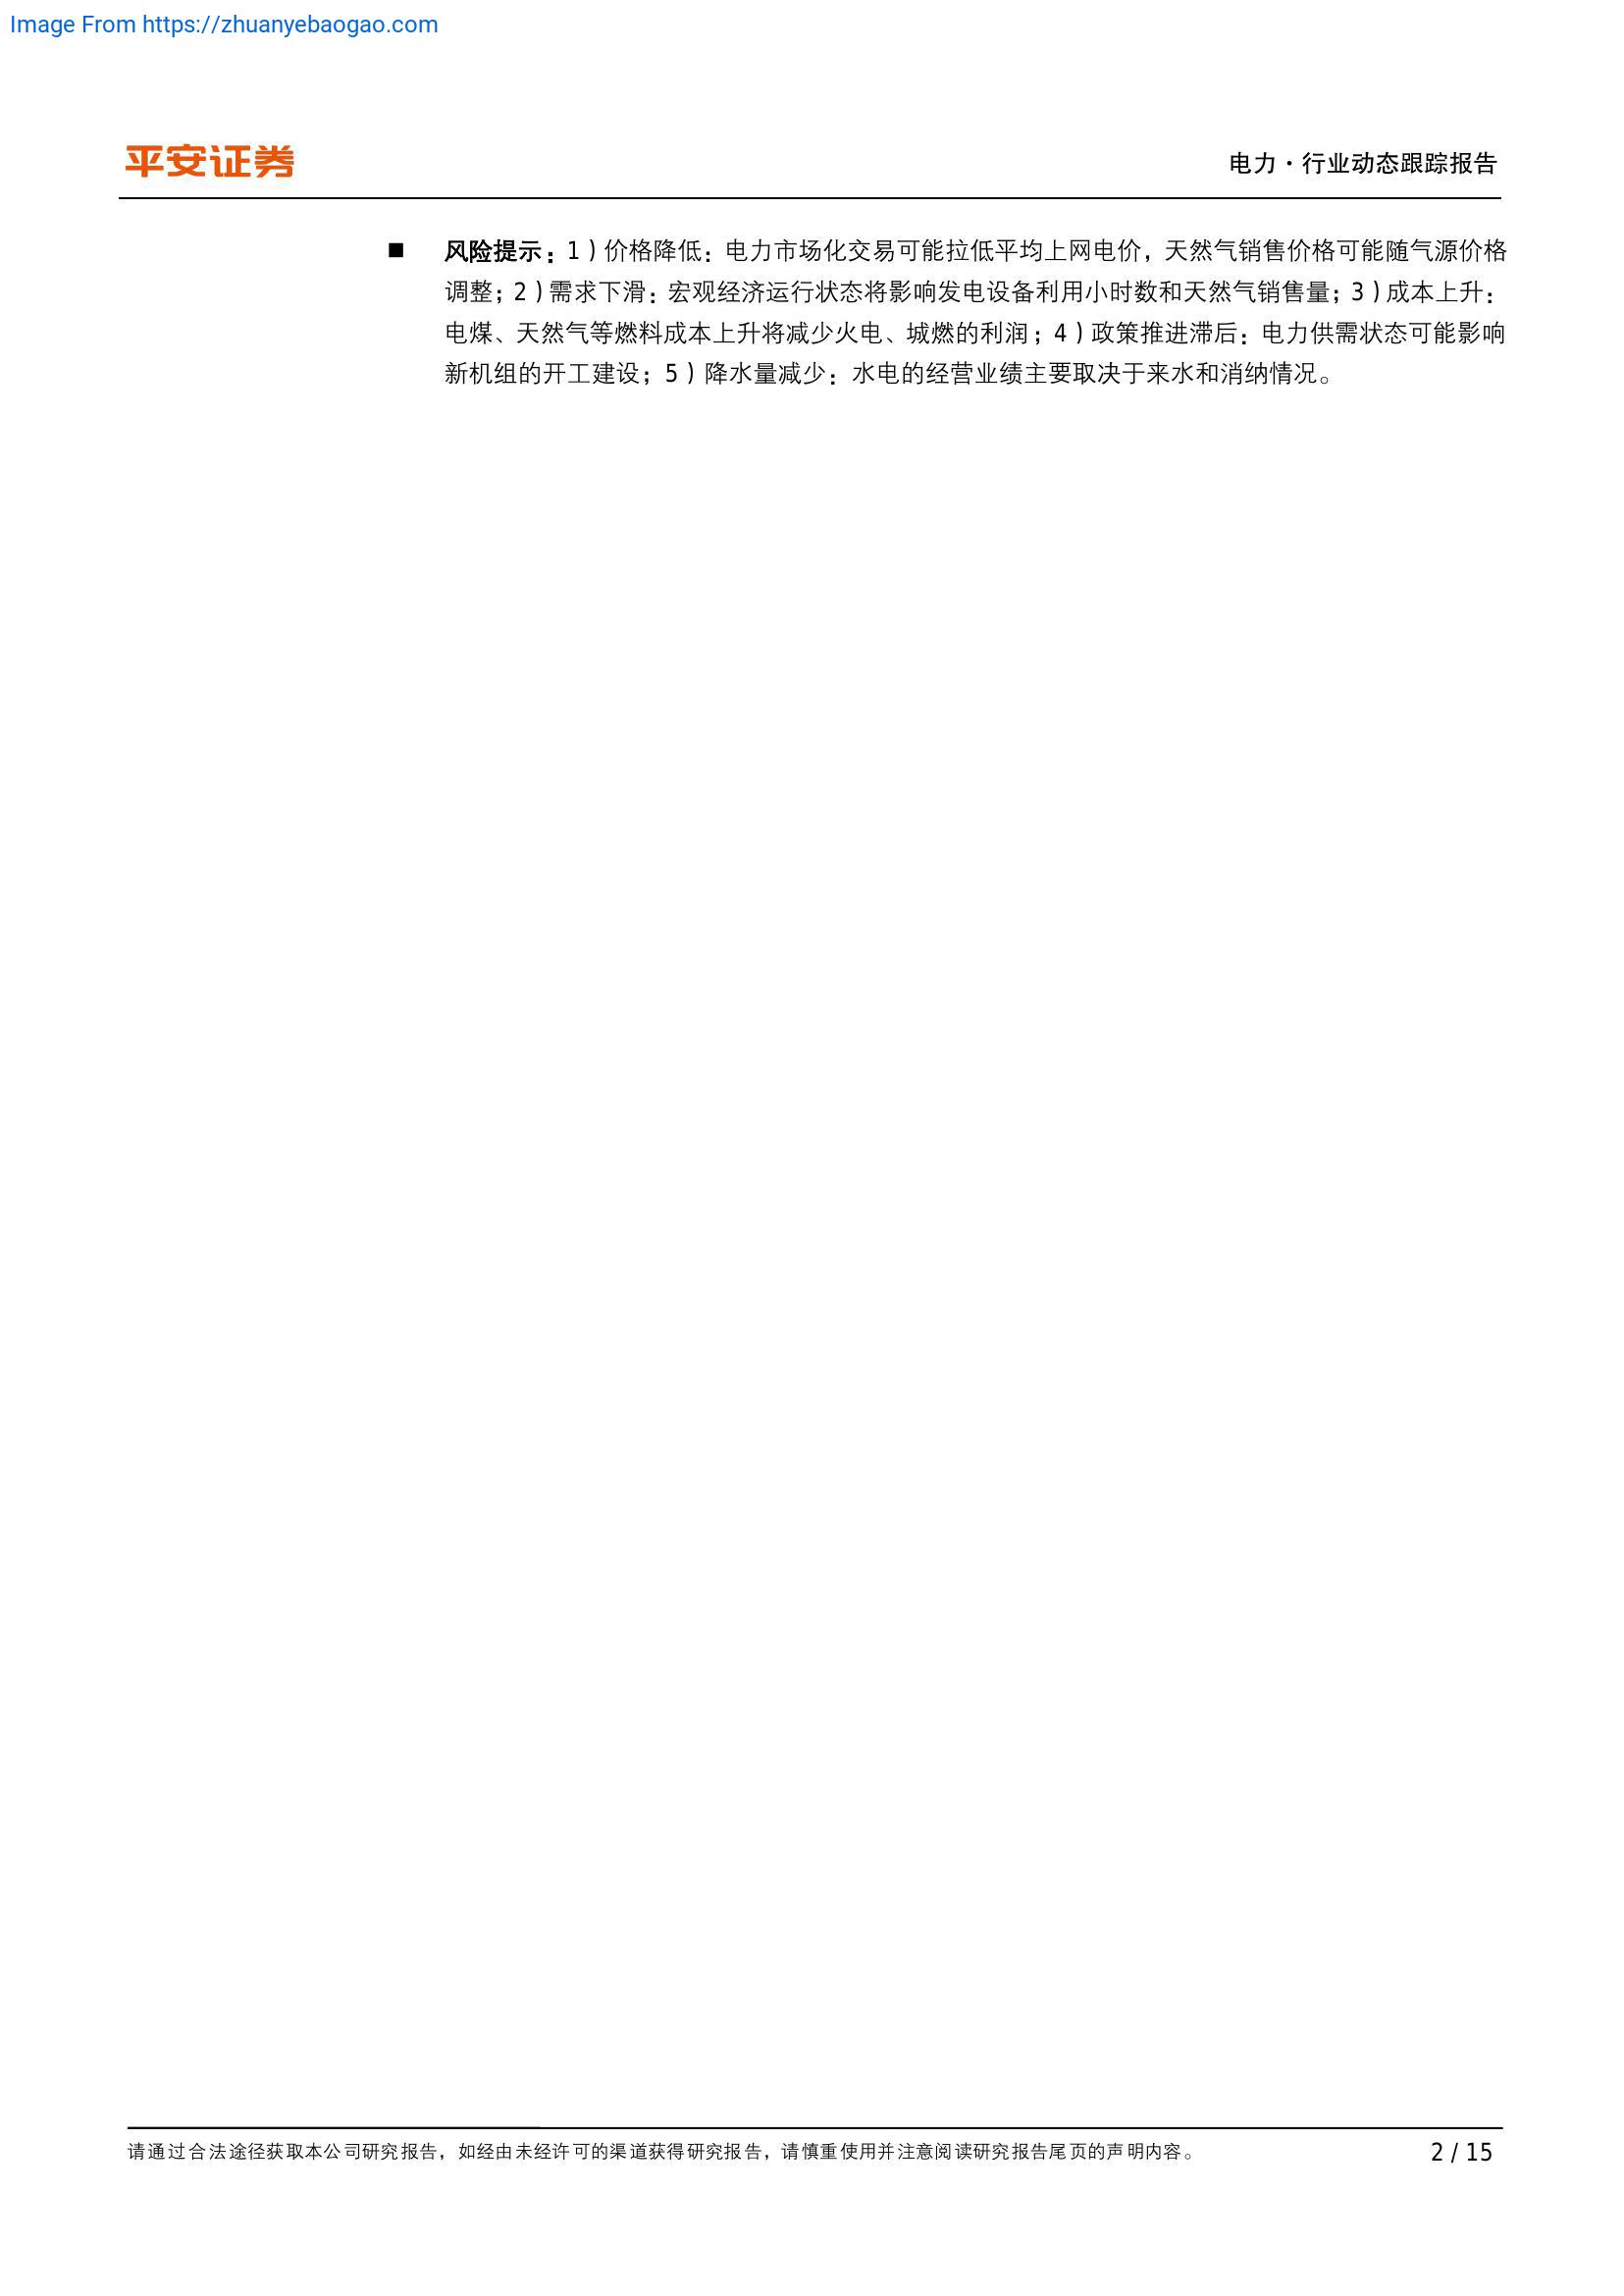 Image From https://zhuanyebaogao.com
平安证券
电力·行业动态跟踪报告
■ 风险提示：1）价格降低：电力市场化交易可能拉低平均上网电价，天然气销售价格可能随气源价格
调整；2）需求下滑：宏观经济运行状态将影响发电设备利用小时数和天然气销售量；3）成本上升：
电煤、天然气等燃料成本上升将减少火电、城燃的利润；4）政策推进滞后：电力供需状态可能影响
新机组的开工建设；5）降水量减少：水电的经营业绩主要取决于来水和消纳情况。
请通过合法途径获取本公司研究报告，如经由未经许可的渠道获得研究报告，请慎重使用并注意阅读研究报告尾页的声明内容。
2 / 15